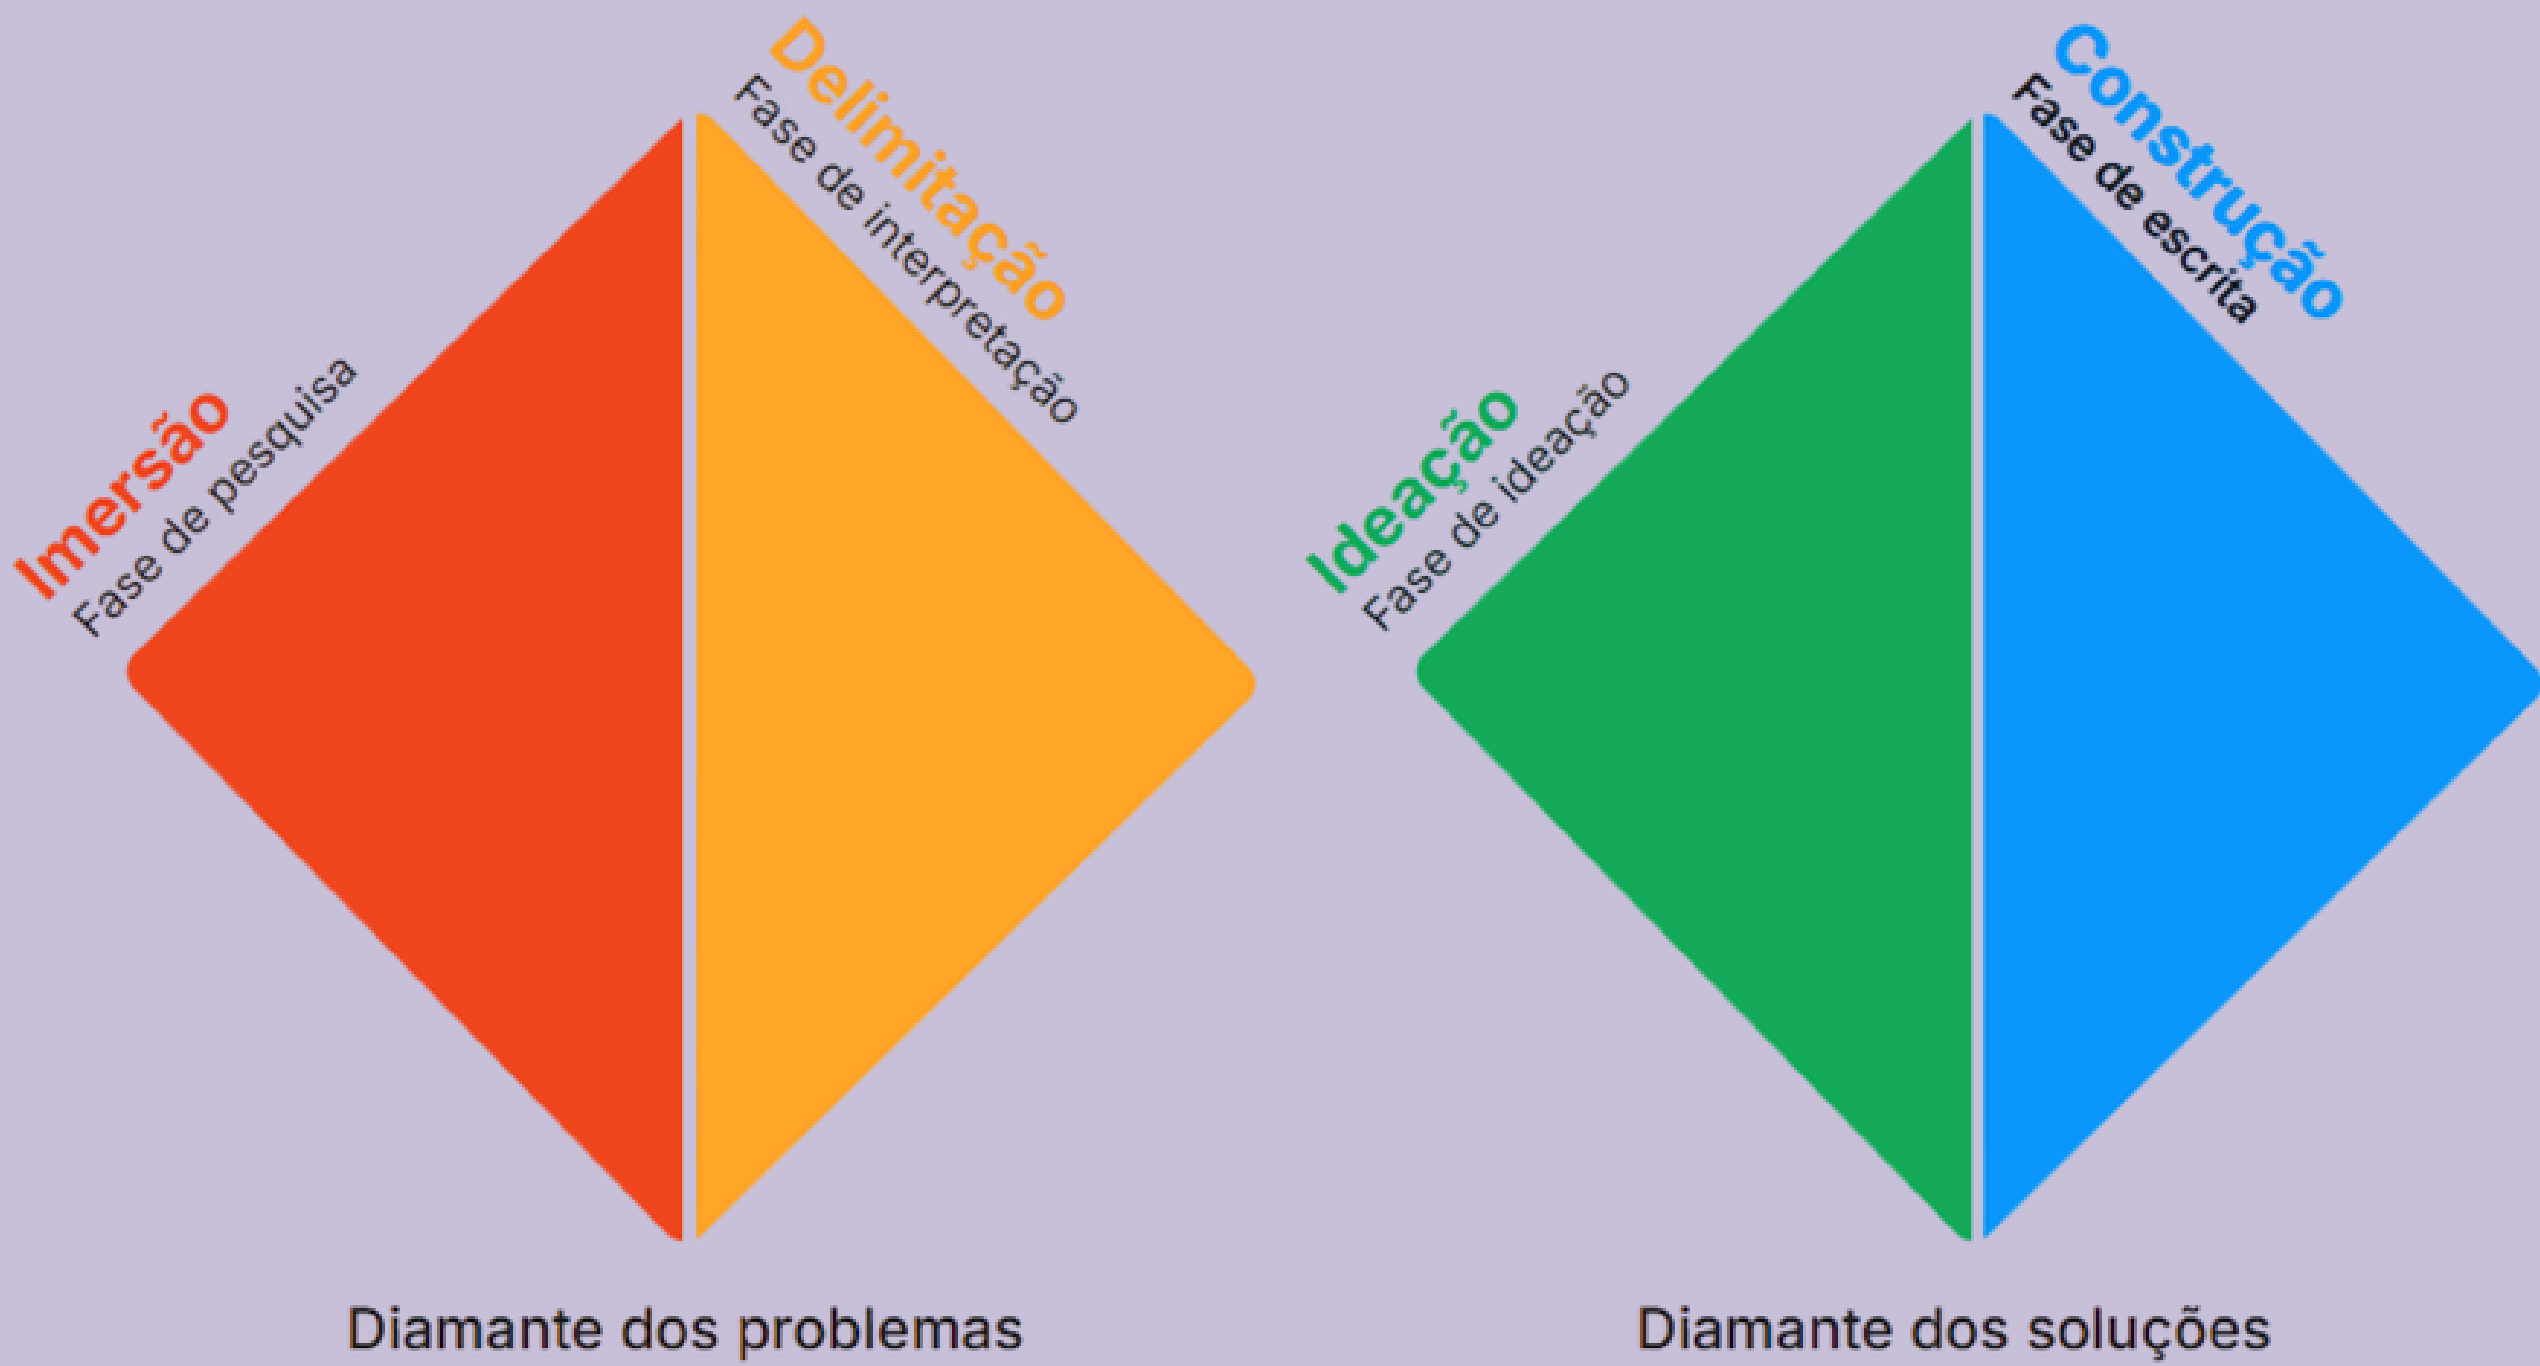 Imersão
Fase de pesquisa
Delimitação
Fase de interpretação
Ideação
Fase de ideação
Construção
Fase de escrita
Diamante dos problemas
Diamante dos soluções